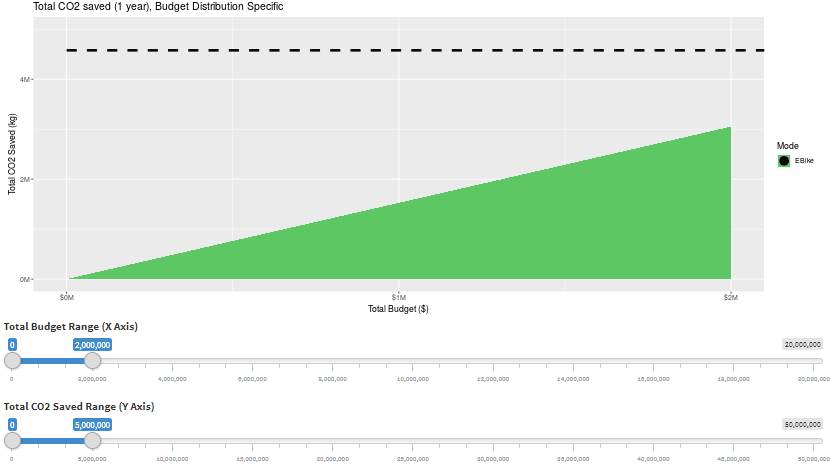 Total CO2 saved (1 year), Budget Distribution Specific
4M
2M
0M
Total CO2 Saved (kg)
$0M $1M $2M
Total Budget ($)
Mode
EBike
Total Budget Range (X Axis)
0 2,000,000 20,000,000
0 2,000,000 4,000,000 6,000,000 8,000,000 10,000,000 12,000,000 14,000,000 16,000,000 18,000,000 20,000,000
Total CO2 Saved Range (Y Axis)
0 5,000,000 50,000,000
0 5,000,000 10,000,000 15,000,000 20,000,000 25,000,000 30,000,000 35,000,000 40,000,000 45,000,000 50,000,000